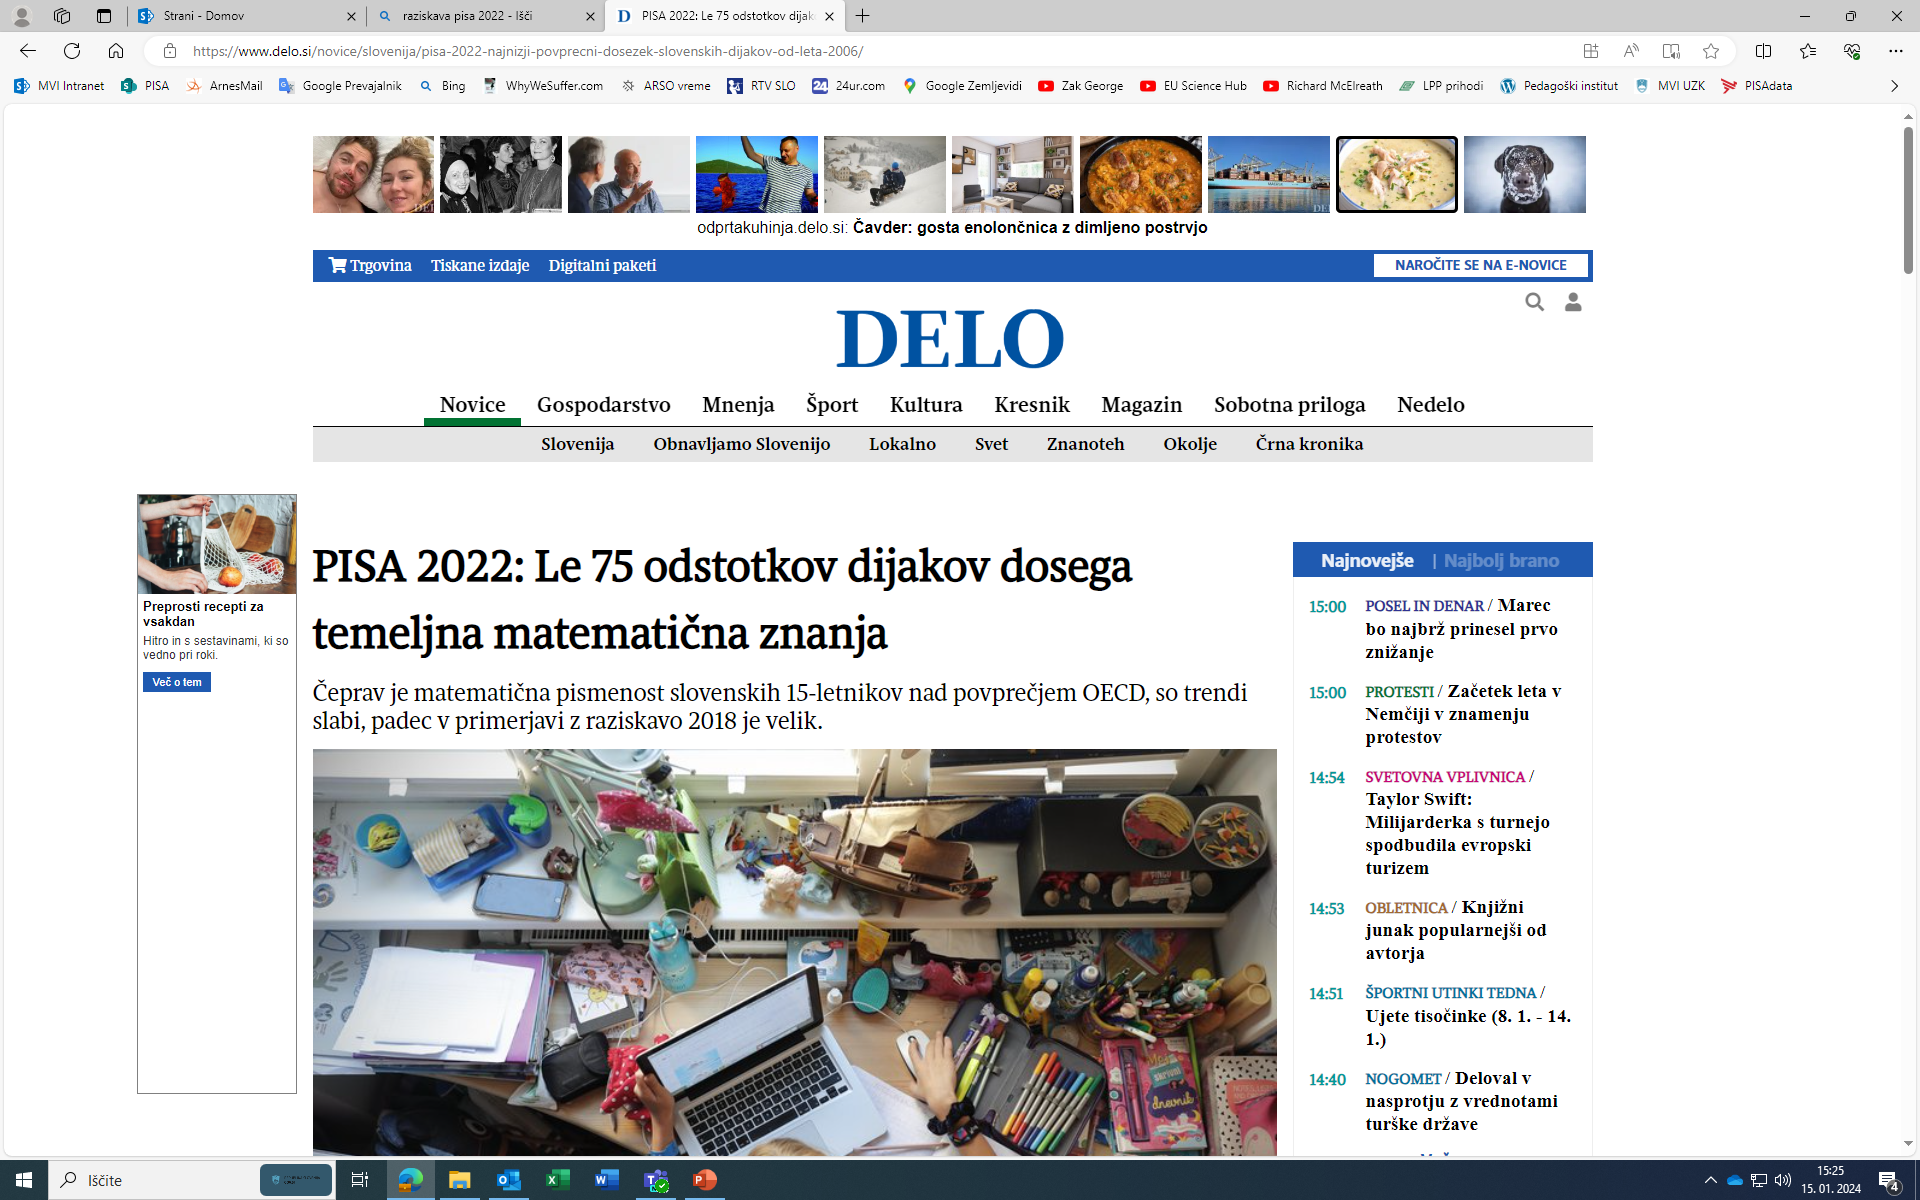 Strani - Domov
raziskava pisa 2022 - Išči
PISA 2022: Le 75 odstotkov dijak
https://www.delo.si/novice/slovenija/pisa-2022-najnizji-povprecni-dosezek-slovenskih-dijakov-od-leta-2006/
MVI Intranet
PISA
ArnesMail
Google Prevajalnik
Bing
WhyWeSuffer.com
ARSO vreme
RTV SLO
24ur.com
Google Zemljevidi
Zak George
EU Science Hub
Richard McElreath
LPP prihodi
Pedagoški institut
MVI UZK
PISAdata
odprtakuhinja.delo.si: Čavder: gosta enolončnica z dimljeno postrvjo
Trgovina
Tiskane izdaje
Digitalni paketi
NAROČITE SE NA E-NOVICE
DELO
Novice
Gospodarstvo
Mnenja
Šport
Kultura
Kresnik
Magazin
Sobotna priloga
Nedelo
Slovenija
Obnavljamo Slovenijo
Lokalno
Svet
Znanoteh
Okolje
Črna kronika
Preprosti recepti za
vsakdan
Hitro in s sestavinami, ki so
vedno pri roki.
Več o tem
PISA 2022: Le 75 odstotkov dijakov dosega
temeljna matematična znanja
Čeprav je matematična pismenost slovenskih 15-letnikov nad povprečjem OECD, so trendi
slabi, padec v primerjavi z raziskavo 2018 je velik.
Najnovejše | Najbolj brano
15:00 POSEL IN DENAR / Marec
bo najbrž prinesel prvo
znižanje
15:00 PROTESTI / Začetek leta v
Nemčiji v znamenju
protestov
14:54 SVETOVNA VPLIVNICA /
Taylor Swift:
Milijarderka s turnejo
spodbudila evropski
turizem
14:53 OBLETNICA / Knjižni
junak popularnejši od
avtorja
14:51 ŠPORTNI UTINKI TEDNA /
Ujete tisočinke (8. 1. - 14.
1.)
14:40 NOGOMET / Deloval v
nasprotju z vrednotami
turške države
dnevnik
Iščite
15:25
15. 01. 2024
4